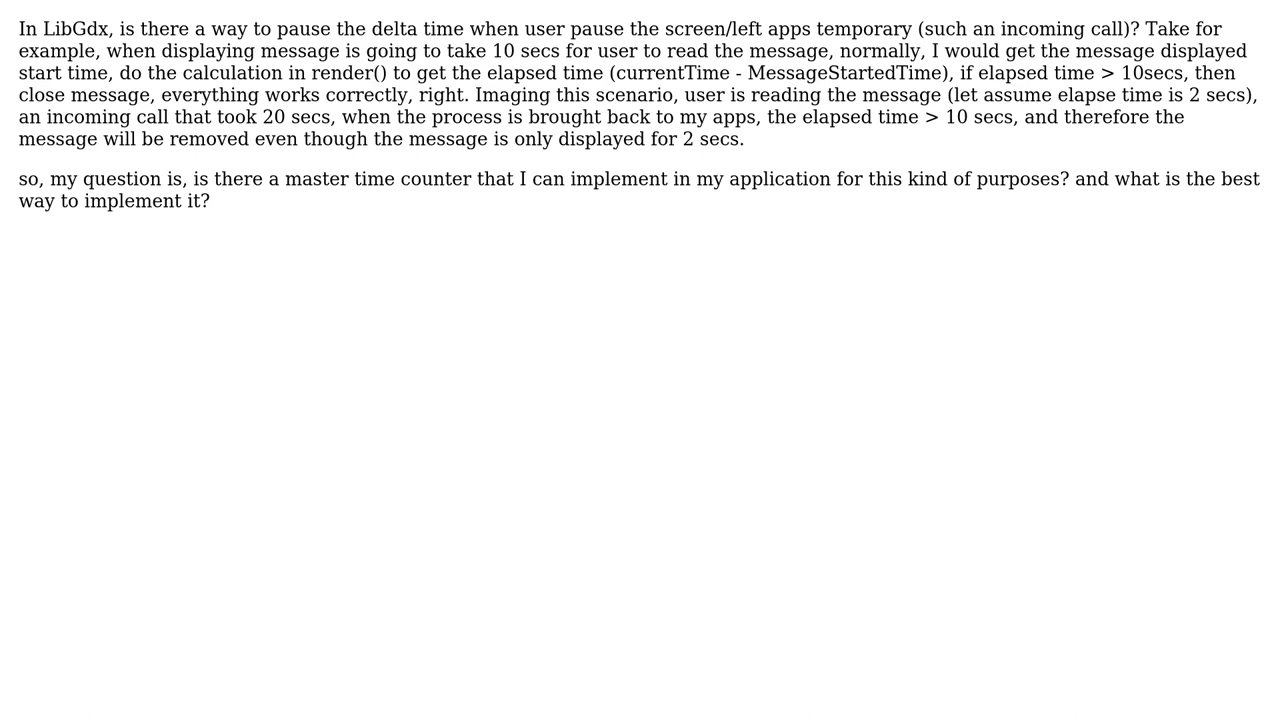 In LibGdx, is there a way to pause the delta time when user pause the screen/left apps temporary (such an incoming call)? Take for
example, when displaying message is going to take 10 secs for user to read the message, normally, I would get the message displayed
start time, do the calculation in render() to get the elapsed time (currentTime - MessageStartedTime), if elapsed time > 10secs, then
close message, everything works correctly, right. Imaging this scenario, user is reading the message (let assume elapse time is 2 secs),
an incoming call that took 20 secs, when the process is brought back to my apps, the elapsed time > 10 secs, and therefore the
message will be removed even though the message is only displayed for 2 secs.
so, my question is, is there a master time counter that I can implement in my application for this kind of purposes? and what is the best
way to implement it?